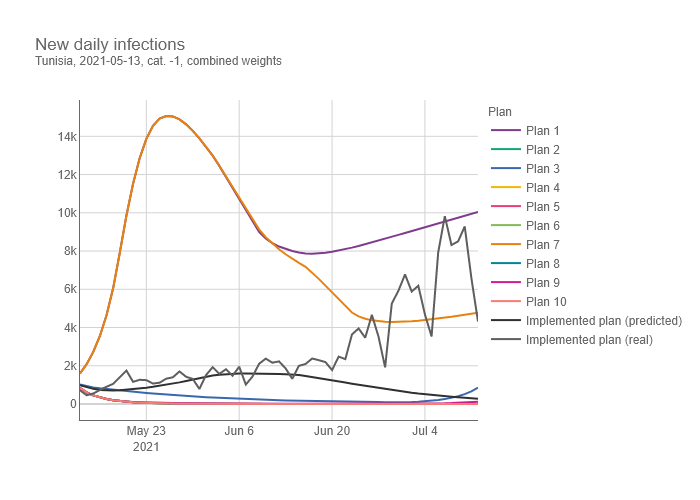 New daily infections
Tunisia, 2021-05-13, cat. -1, combined weights
Plan
14k
12k
10k
8k
6k
4k
2k
0
May 23
2021
Jun 6
Jun 20
Jul 4
Plan 1
Plan 2
Plan 3
Plan 4
Plan 5
Plan 6
Plan 7
Plan 8
Plan 9
Plan 10
Implemented plan (predicted)
Implemented plan (real)